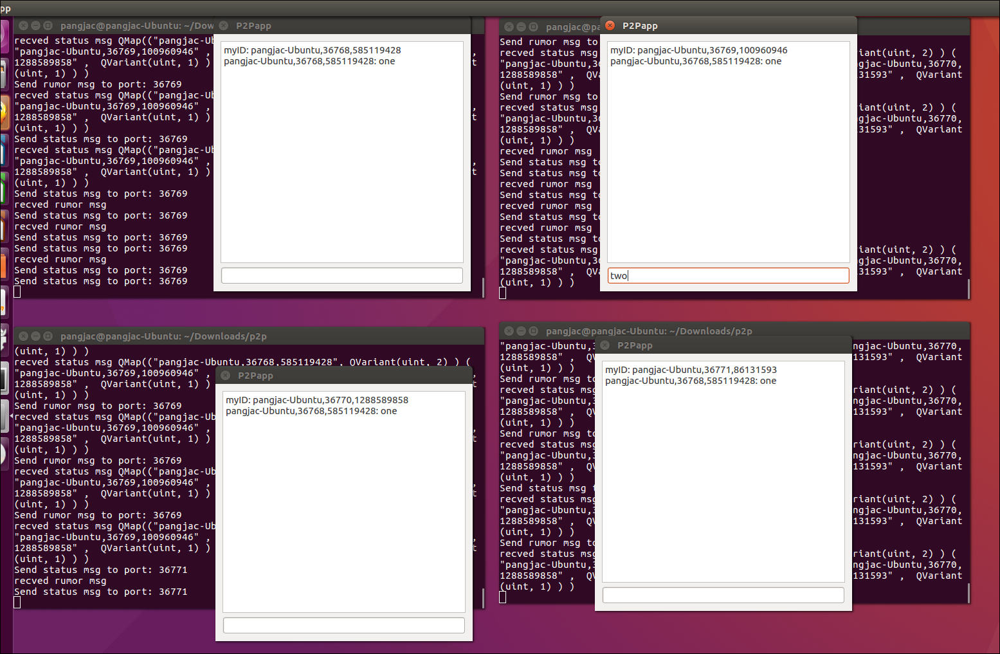 pp
pangjac@pangjac-Ubuntu: ~/Dow
recved status msg QMap(("pangjac-Ub
"pangjac-Ubuntu,36769,100960946" ,
1288589858" ,  QVariant(uint, 1) ) t
(uint, 1) ) )
Send rumor msg to port: 36769
recved status msg QMap(("pangjac-Ub
"pangjac-Ubuntu,36769,100960946" ,
1288589858" ,  QVariant(uint, 1) ) t
(uint, 1) ) )
Send status msg to port: 36769
recved status msg QMap(("pangjac-Ub
"pangjac-Ubuntu,36769,100960946" ,
1288589858" ,  QVariant(uint, 1) ) t
(uint, 1) ) )
Send status msg to port: 36769
recved rumor msg
Send status msg to port: 36769
recved rumor msg
Send status msg to port: 36769
Send status msg to port: 36769
recved rumor msg
Send status msg to port: 36769
Send status msg to port: 36769
P2Papp
myID: pangjac-Ubuntu,36768,585119428
pangjac-Ubuntu,36768,585119428: one
pangjac@pa
Send rumor msg to
recved status msg iant(uint, 2) ) (
"pangjac-Ubuntu,3 gjac-Ubuntu,36770,
1288589858" ,  QVa 131593" ,  QVariant
(uint, 1) ) )
Send rumor msg to
recved status msg iant(uint, 2) ) (
"pangjac-Ubuntu,3 gjac-Ubuntu,36770,
1288589858" ,  QVa 131593" ,  QVariant
(uint, 1) ) )
recved rumor msg
Send status msg to
Send status msg to
recved rumor msg
Send status msg to
recved rumor msg
Send status msg to
recved rumor msg
Send status msg to
recved status msg iant(uint, 2) ) (
"pangjac-Ubuntu,3 gjac-Ubuntu,36770,
1288589858" ,  QVa 131593" ,  QVariant
(uint, 1) ) )
P2Papp
myID: pangjac-Ubuntu,36769,100960946
pangjac-Ubuntu,36768,585119428: one
two
pangjac@pangjac-Ubuntu: ~/Downloads/p2p
(uint, 1) ) )
recved status msg QMap(("pangjac-Ubuntu,36768,585119428", QVariant(uint, 2) ) (
"pangjac-Ubuntu,36769,100960946" ,
1288589858" ,  QVariant(uint, 1) ) t
(uint, 1) ) )
Send rumor msg to port: 36769
recved status msg QMap(("pangjac-Ub
"pangjac-Ubuntu,36769,100960946" ,
1288589858" ,  QVariant(uint, 1) ) t
(uint, 1) ) )
Send rumor msg to port: 36769
recved status msg QMap(("pangjac-Ub
"pangjac-Ubuntu,36769,100960946" ,
1288589858" ,  QVariant(uint, 1) ) t
(uint, 1) ) )
Send rumor msg to port: 36769
recved status msg QMap(("pangjac-Ub
"pangjac-Ubuntu,36769,100960946" ,
1288589858" ,  QVariant(uint, 1) ) t
(uint, 1) ) )
Send status msg to port: 36771
recved rumor msg
Send status msg to port: 36771
P2Papp
myID: pangjac-Ubuntu,36770,1288589858
pangjac-Ubuntu,36768,585119428: one
pangjac@pangjac-Ubuntu: ~/Downloads/p2p
"pangjac-Ubuntu,3 ngjac-Ubuntu,36770,
1288589858" ,  QV 131593" ,  QVariant
(uint, 1) ) )
Send rumor msg to
recved status msg riant(uint, 2) ) (
"pangjac-Ubuntu,3 ngjac-Ubuntu,36770,
1288589858" ,  QV 131593" ,  QVariant
(uint, 1) ) )
Send rumor msg to
recved status msg riant(uint, 2) ) (
"pangjac-Ubuntu,3 ngjac-Ubuntu,36770,
1288589858" ,  QV 131593" ,  QVariant
(uint, 1) ) )
Send status msg t
recved status msg riant(uint, 2) ) (
"pangjac-Ubuntu,3 ngjac-Ubuntu,36770,
1288589858" ,  QV 131593" ,  QVariant
(uint, 1) ) )
Send rumor msg to
recved status msg riant(uint, 2) ) (
"pangjac-Ubuntu,3 ngjac-Ubuntu,36770,
1288589858" ,  QV 131593" ,  QVariant
(uint, 1) ) )
P2Papp
myID: pangjac-Ubuntu,36771,86131593
pangjac-Ubuntu,36768,585119428: one